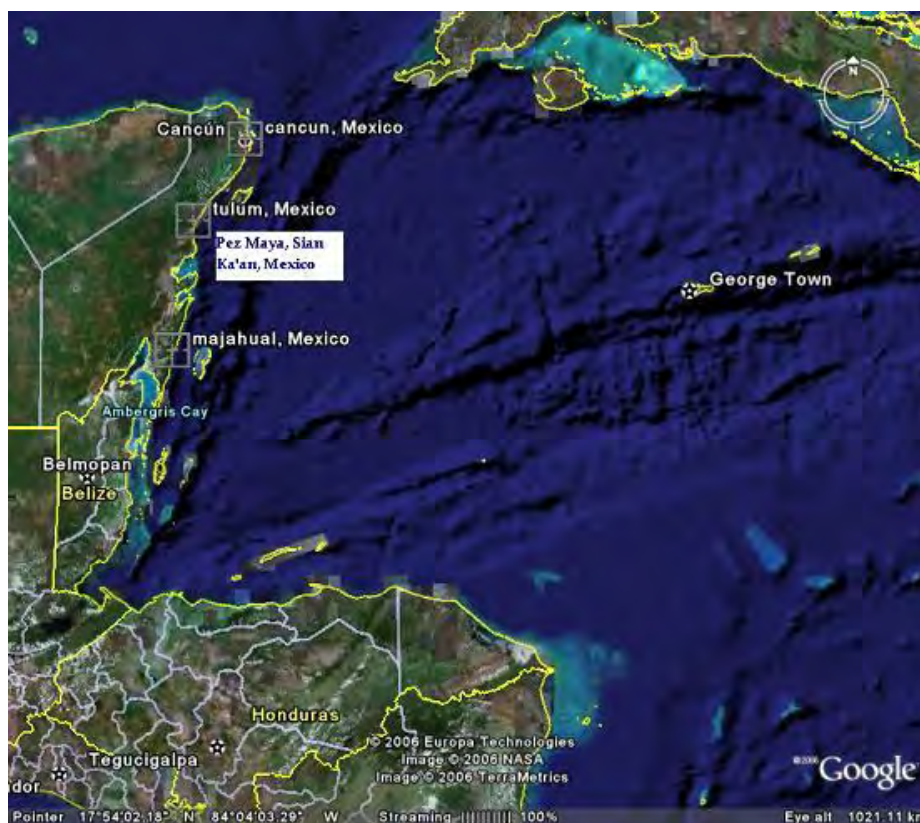 N
Cancún
cancun, Mexico
tulum, Mexico
Pez Maya, Sian
Ka'an, Mexico
George Town
majahual, Mexico
Ambergris Cay
Belmopan
Belize
Honduras
Tegucigalpa
© 2006 Europa Technologies
Image © 2006 NASA
Image © 2006 TerraMetrics
dor
©2006 Google
Pointer 17°54'02.18" N 84°04'03.29" W Streaming |||||||||| 100% Eye alt 1021.11 k